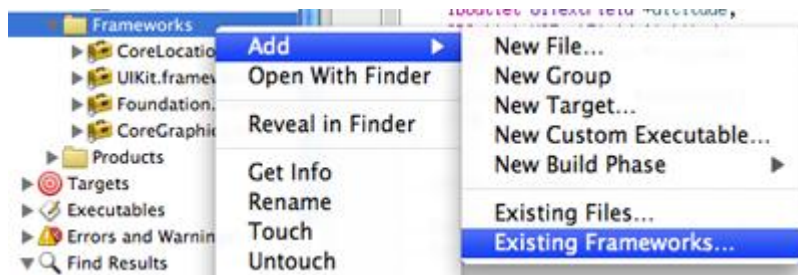 Frameworks
CoreLocatio
UIKit.framew
Foundation.
CoreGraphic
Products
Targets
Executables
Errors and Warnin
Find Results
Add
Open With Finder
Reveal in Finder
Get Info
Rename
Touch
Untouch
New File...
New Group
New Target...
New Custom Executable...
New Build Phase
Existing Files...
Existing Frameworks...